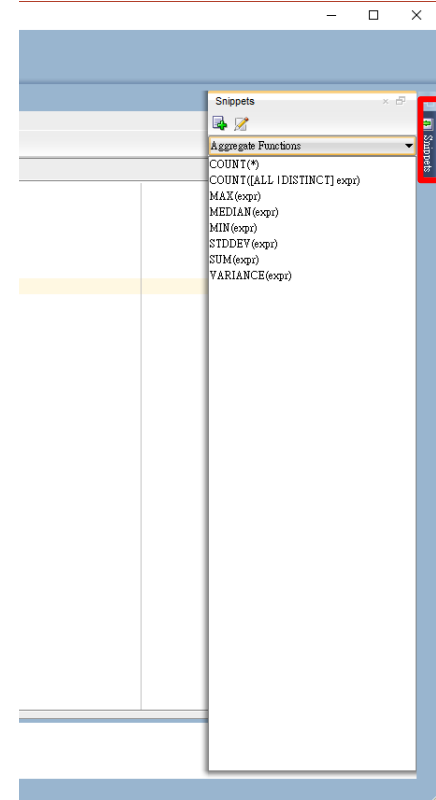 Snippets
Snippets
Aggregate Functions
COUNT(*)
COUNT([ALL | DISTINCT] expr)
MAX(expr)
MEDIAN(expr)
MIN(expr)
STDDEV(expr)
SUM(expr)
VARIANCE(expr)